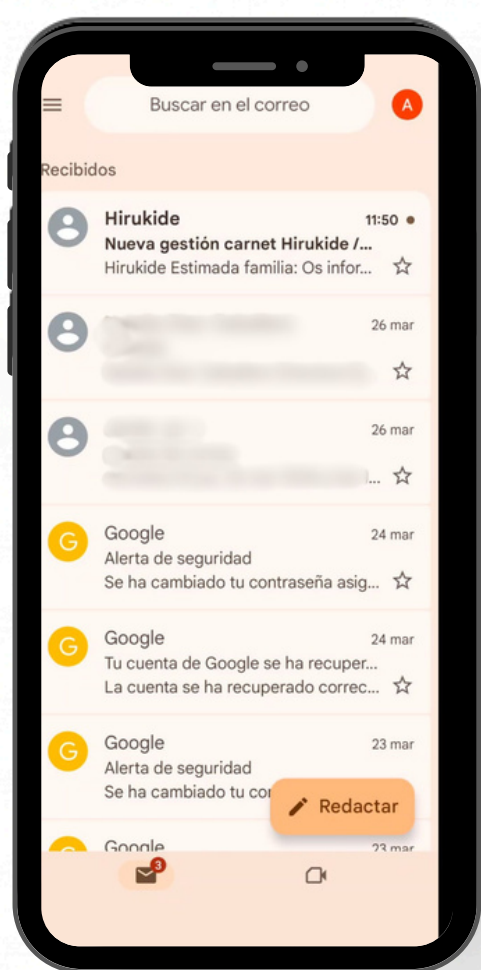 Buscar en el correo
A
Recibidos
Hirukide 11:50
Nueva gestión carnet Hirukide /...
Hirukide Estimada familia: Os infor...
26 mar
26 mar
...
G
Google 24 mar
Alerta de seguridad
Se ha cambiado tu contraseña asig...
G
Google 24 mar
Tu cuenta de Google se ha recuper...
La cuenta se ha recuperado correc...
G
Google 23 mar
Alerta de seguridad
Se ha cambiado tu
Redactar
Google 23 mar
3